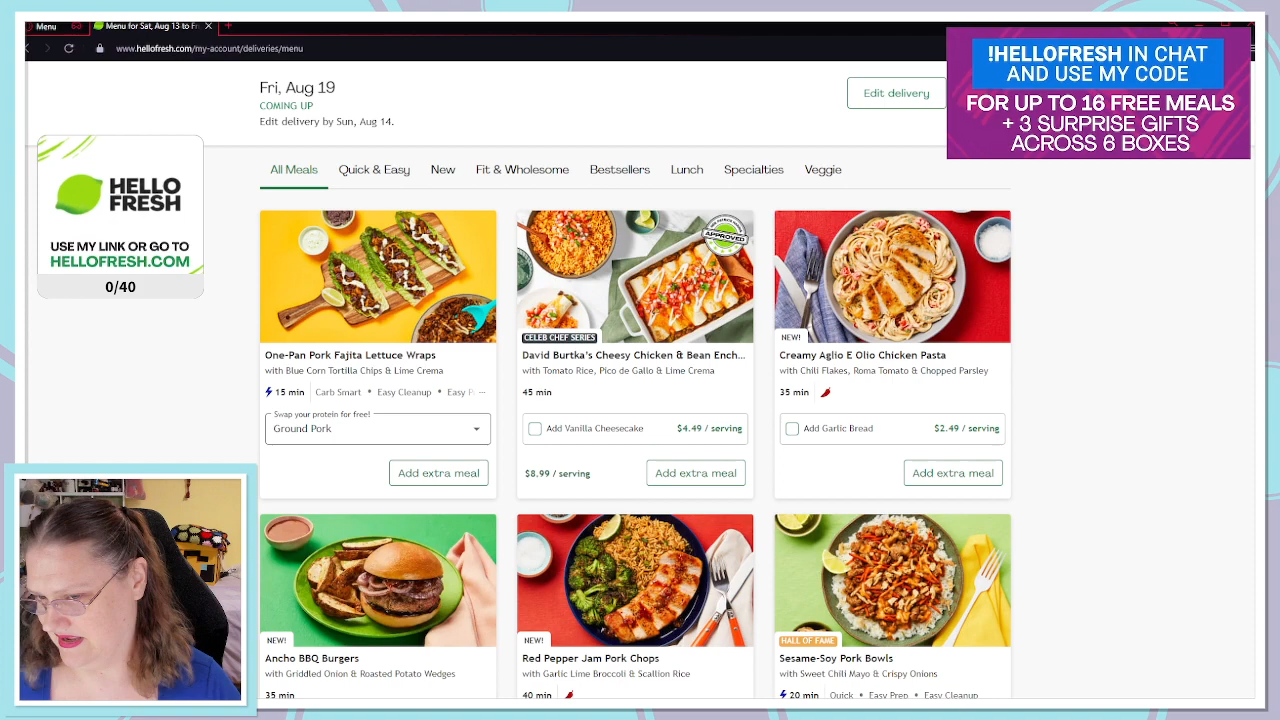 Menu
Menu for Sat, Aug 13 to Fr
www.hellofresh.com/my-account/deliveries/menu
!HELLOFRESH IN CHAT
AND USE MY CODE
FOR UP TO 16 FREE MEALS
+ 3 SURPRISE GIFTS
ACROSS 6 BOXES
Fri, Aug 19
COMING UP
Edit delivery by Sun, Aug 14.
Edit delivery
HELLO
FRESH
USE MY LINK OR GO TO
HELLOFRESH.COM
0/40
All Meals Quick & Easy New Fit & Wholesome Bestsellers Lunch Specialties Veggie
One-Pan Pork Fajita Lettuce Wraps
with Blue Corn Tortilla Chips & Lime Crema
15 min Carb Smart • Easy Cleanup • Easy P ...
Swap your protein for free!
Ground Pork
Add extra meal
APPROVED
CELEB CHEF SERIES
David Burtka's Cheesy Chicken & Bean Ench...
with Tomato Rice, Pico de Gallo & Lime Crema
45 min
Add Vanilla Cheesecake $4.49 / serving
$8.99 / serving Add extra meal
NEW!
Creamy Aglio E Olio Chicken Pasta
with Chili Flakes, Roma Tomato & Chopped Parsley
35 min
Add Garlic Bread $2.49 / serving
Add extra meal
NEW!
Ancho BBQ Burgers
with Griddled Onion & Roasted Potato Wedges
35 min
NEW!
Red Pepper Jam Pork Chops
with Garlic Lime Broccoli & Scallion Rice
40 min
HALL OF FAME
Sesame-Soy Pork Bowls
with Sweet Chili Mayo & Crispy Onions
20 min Quick • Easy Prep • Easy Cleanup